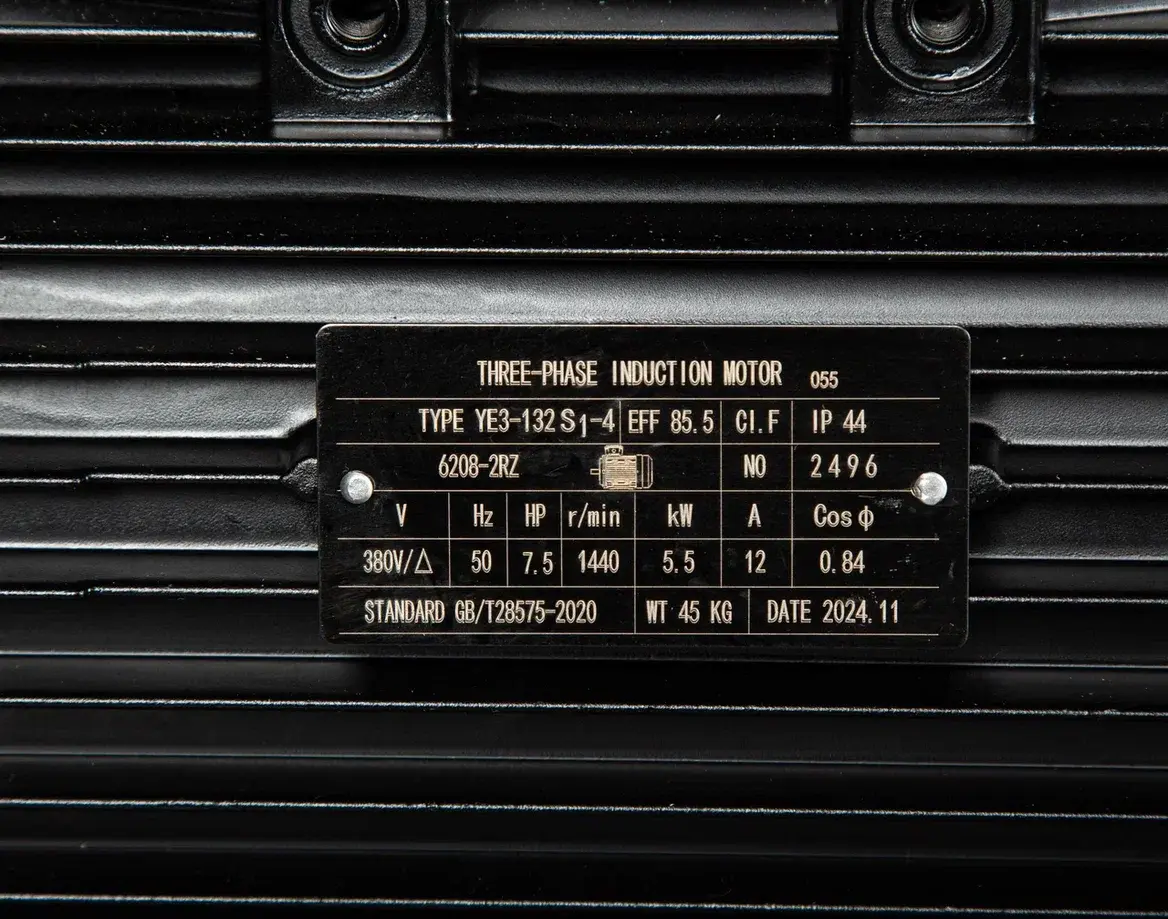 THREE-PHASE INDUCTION MOTOR 055
TYPE YE3-132 S1-4 EFF 85.5 CI.F IP 44
6208-2RZ NO 2496
V Hz HP r/min kW A Cos ϕ
380V/△ 50 7.5 1440 5.5 12 0.84
STANDARD GB/T28575-2020 WT 45 KG DATE 2024.11